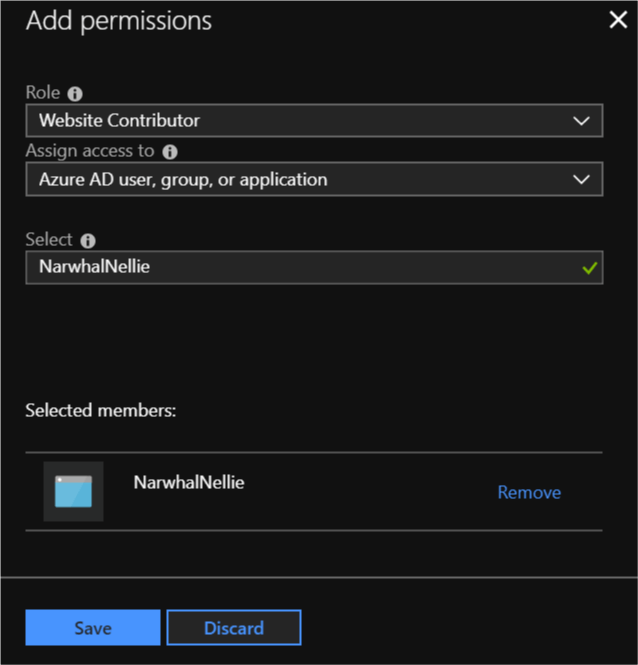 Add permissions
Role
Website Contributor
Assign access to
Azure AD user, group, or application
Select
NarwhalNellie
Selected members:
NarwhalNellie
Remove
Save
Discard